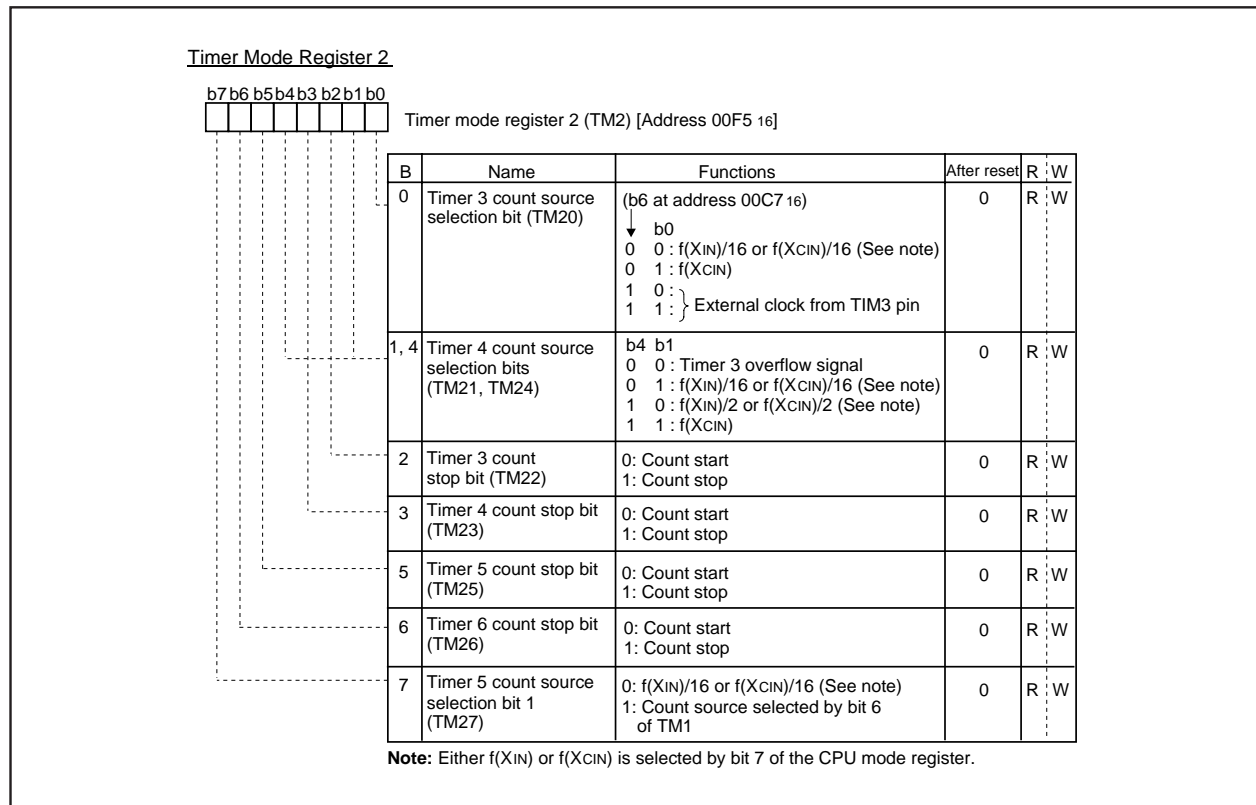 Timer Mode Register 2
b7 b6 b5 b4 b3 b2 b1 b0
Timer mode register 2 (TM2) [Address 00F5 16]
B Name Functions After reset R W
0 Timer 3 count source selection bit (TM20)
(b6 at address 00C7 16)
b0
0 0 : f(XIN)/16 or f(XCIN)/16 (See note)
0 1 : f(XCIN)
1 0 :
1 1 : } External clock from TIM3 pin
0 R W
1, 4 Timer 4 count source selection bits (TM21, TM24)
b4 b1
0 0 : Timer 3 overflow signal
0 1 : f(XIN)/16 or f(XCIN)/16 (See note)
1 0 : f(XIN)/2 or f(XCIN)/2 (See note)
1 1 : f(XCIN)
0 R W
2 Timer 3 count stop bit (TM22)
0: Count start
1: Count stop
0 R W
3 Timer 4 count stop bit (TM23)
0: Count start
1: Count stop
0 R W
5 Timer 5 count stop bit (TM25)
0: Count start
1: Count stop
0 R W
6 Timer 6 count stop bit (TM26)
0: Count start
1: Count stop
0 R W
7 Timer 5 count source selection bit 1 (TM27)
0: f(XIN)/16 or f(XCIN)/16 (See note)
1: Count source selected by bit 6
of TM1
0 R W
Note: Either f(XIN) or f(XCIN) is selected by bit 7 of the CPU mode register.